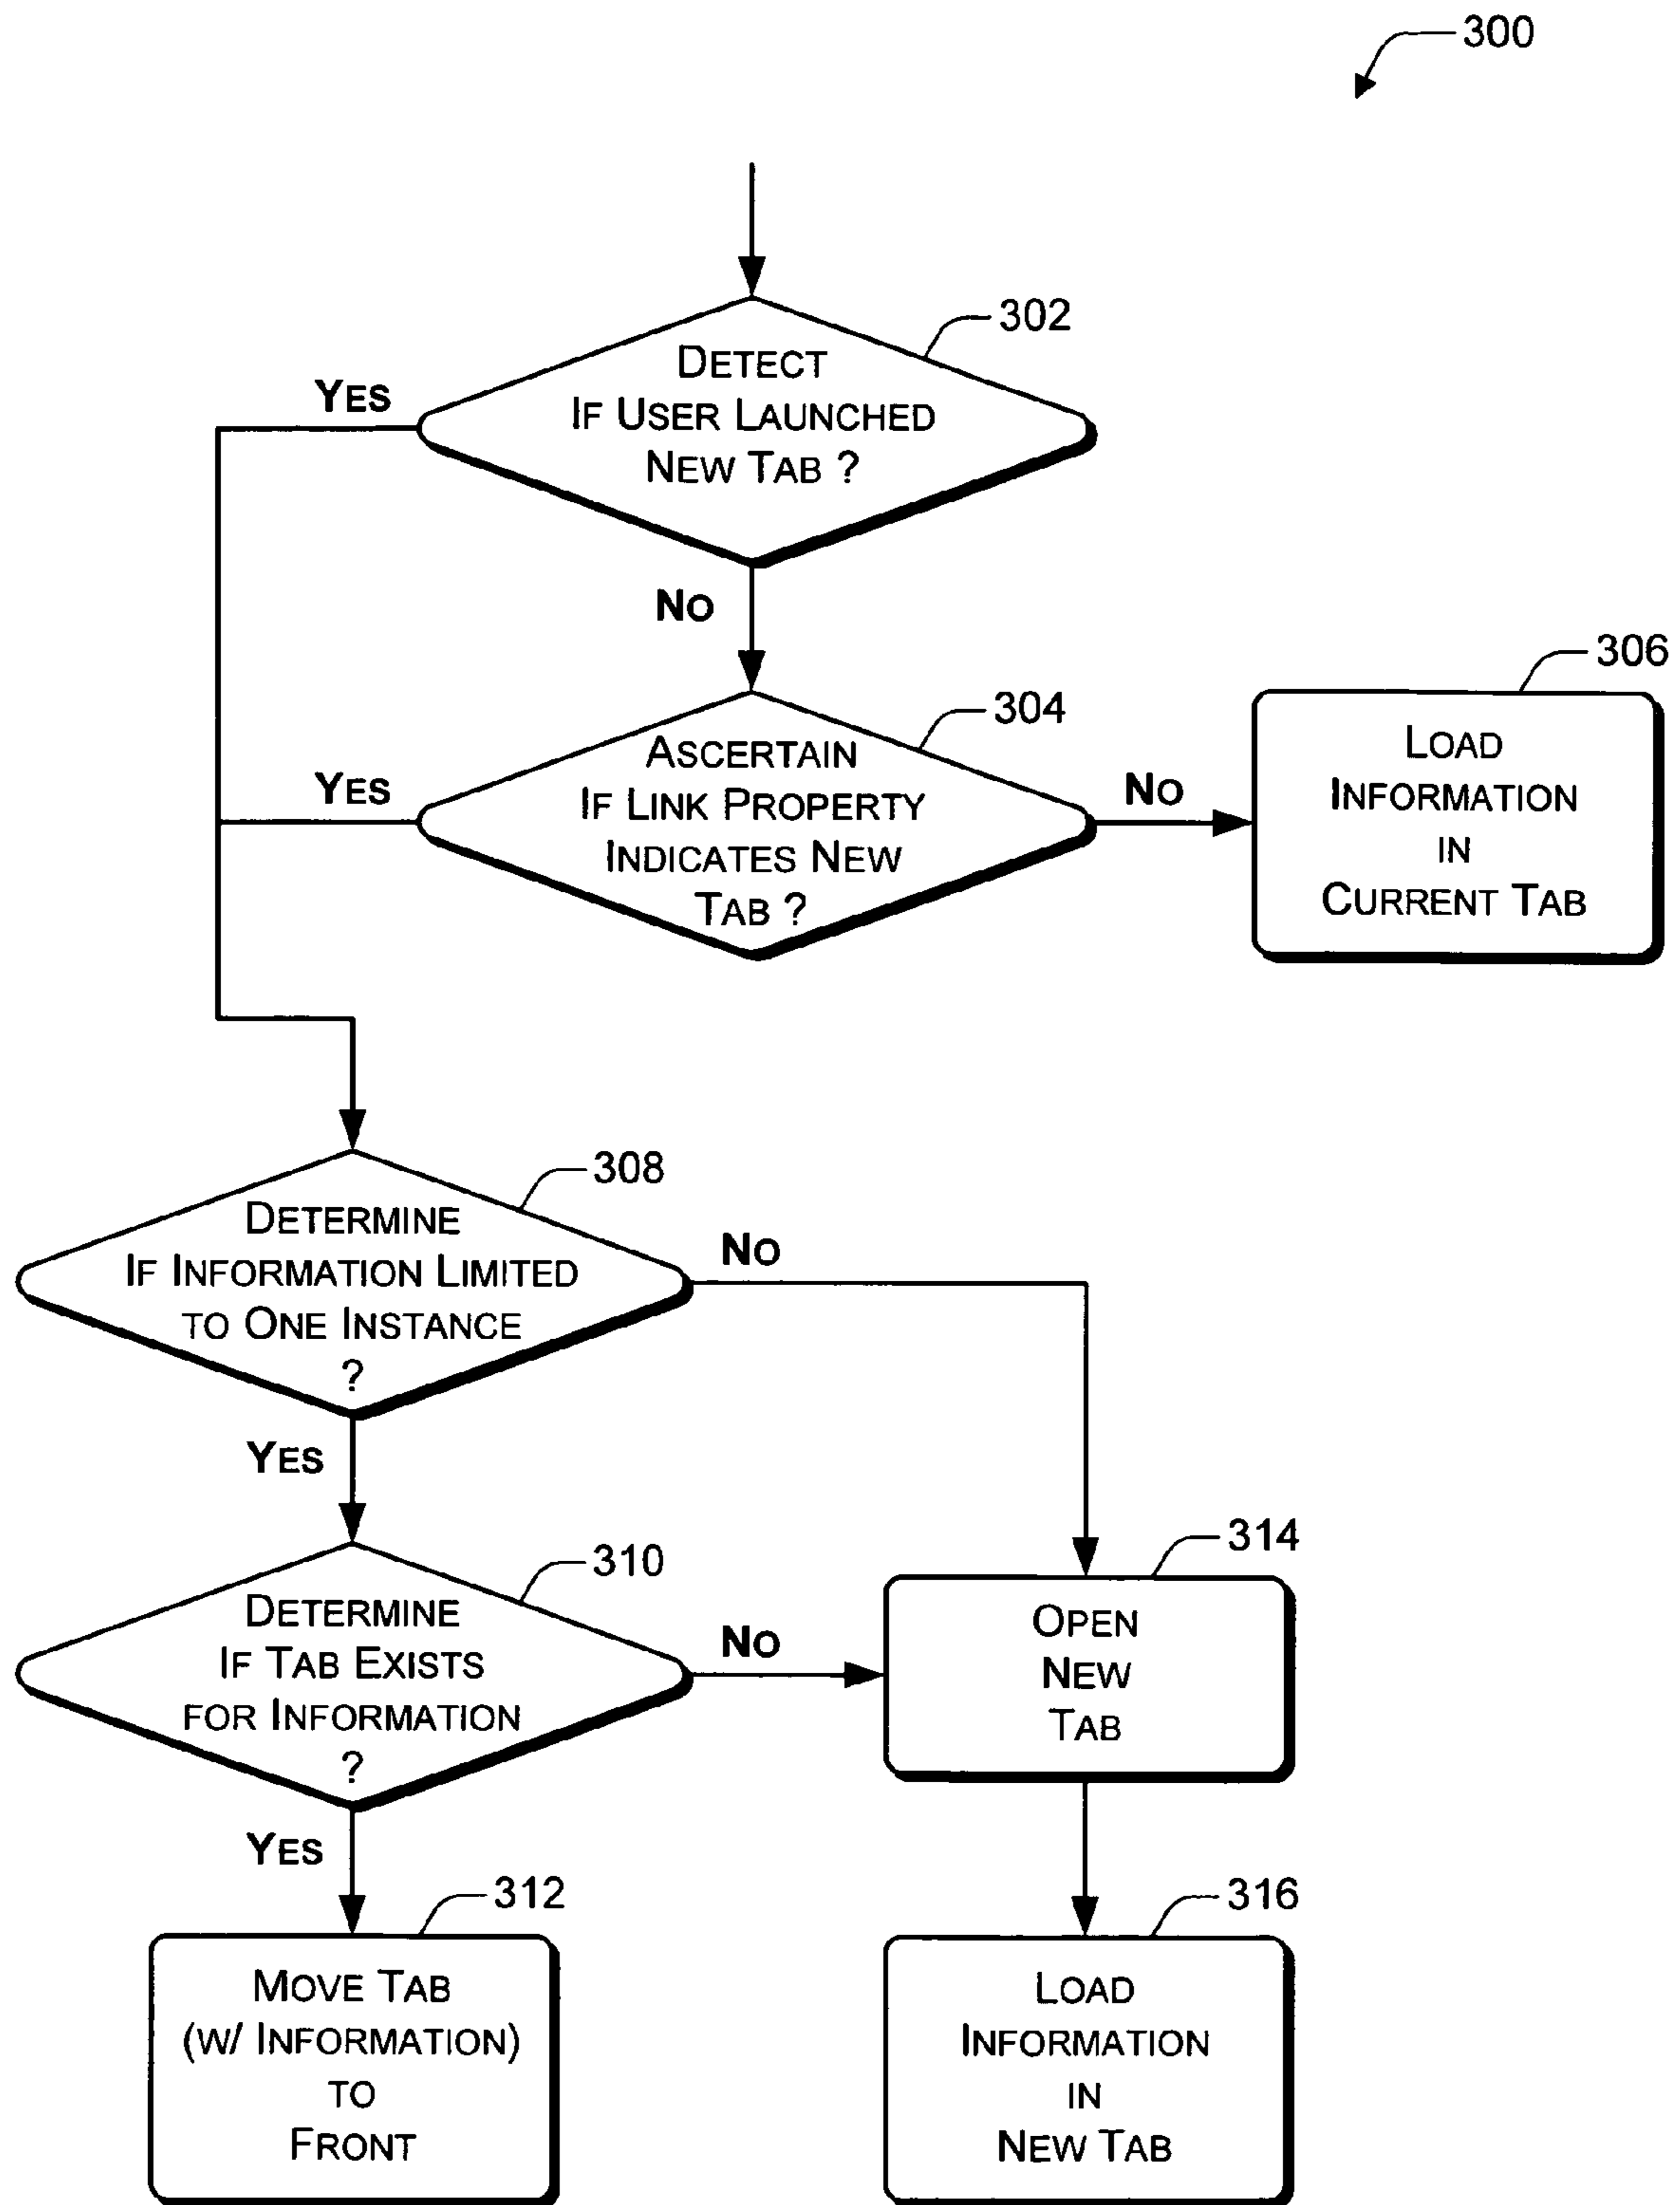 300
302
DETECT
IF USER LAUNCHED
NEW TAB ?
YES
NO
304
ASCERTAIN
IF LINK PROPERTY
INDICATES NEW
TAB ?
YES
NO
306
LOAD
INFORMATION
IN
CURRENT TAB
308
DETERMINE
IF INFORMATION LIMITED
TO ONE INSTANCE
?
NO
YES
310
DETERMINE
IF TAB EXISTS
FOR INFORMATION
?
NO
YES
314
OPEN
NEW
TAB
312
MOVE TAB
(W/ INFORMATION)
TO
FRONT
316
LOAD
INFORMATION
IN
NEW TAB